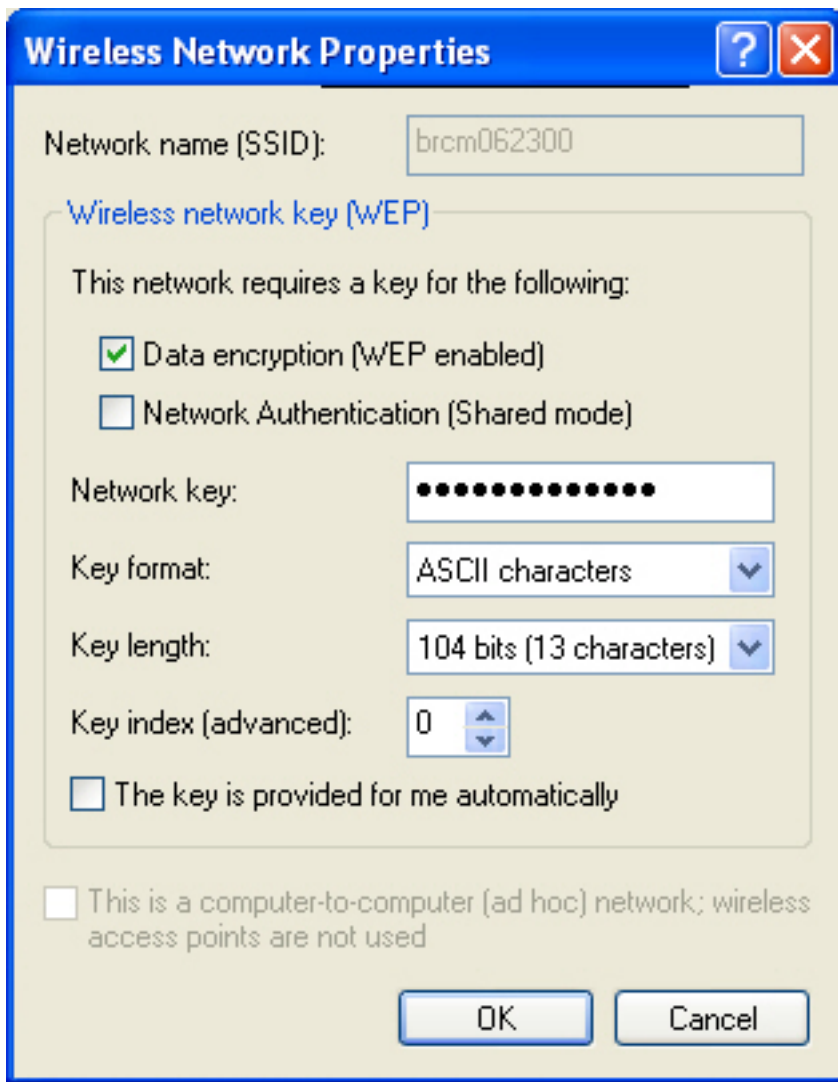 Wireless Network Properties
Network name (SSID): brcm062300
Wireless network key (WEP)
This network requires a key for the following:
Data encryption (WEP enabled)
Network Authentication (Shared mode)
Network key: •••••••••••••
Key format: ASCII characters
Key length: 104 bits (13 characters)
Key index (advanced): 0
The key is provided for me automatically
This is a computer-to-computer (ad hoc) network; wireless
access points are not used
OK Cancel